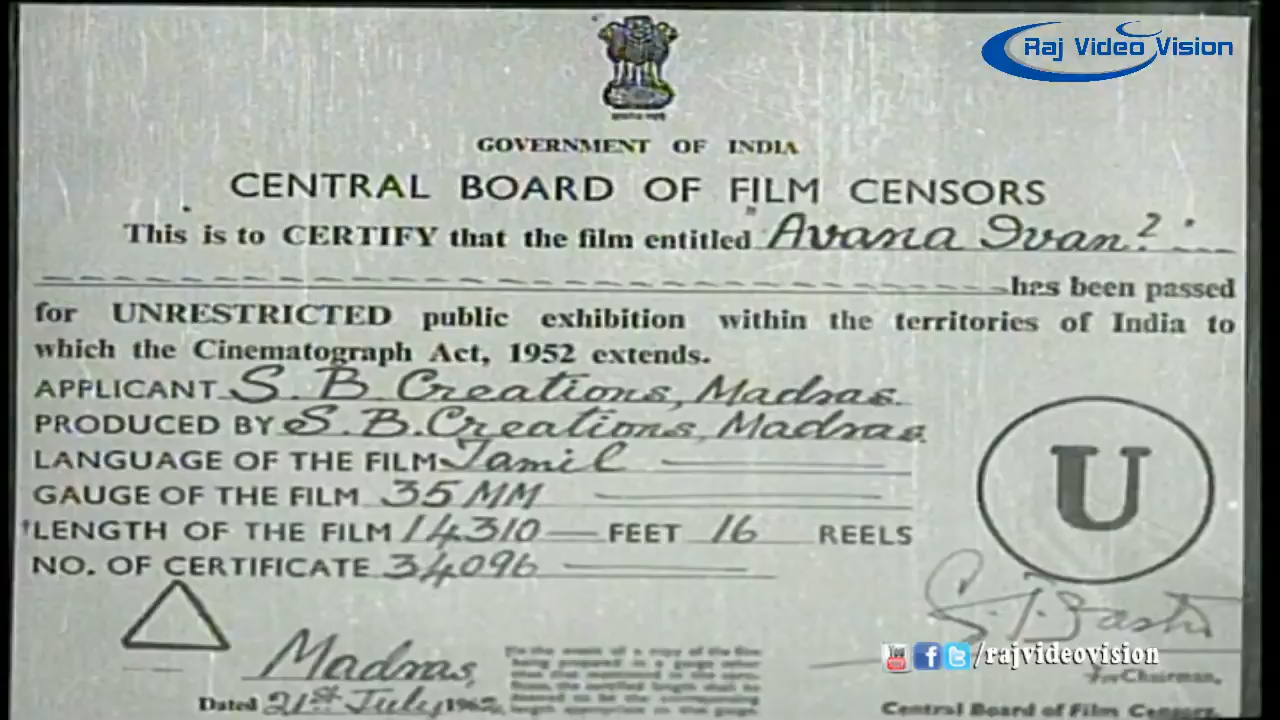 Raj Video Vision
GOVERNMENT OF INDIA
CENTRAL BOARD OF FILM CENSORS
This is to CERTIFY that the film entitled "Avana Ivan?"
has been passed
for UNRESTRICTED public exhibition within the territories of India to
which the Cinematograph Act, 1952 extends.
APPLICANT S. B. Creations, Madras.
PRODUCED BY S. B. Creations, Madras.
LANGUAGE OF THE FILM Tamil
GAUGE OF THE FILM 35 MM
†LENGTH OF THE FILM 14310 FEET 16 REELS
NO. OF CERTIFICATE 34096
U
Madras,
Dated 21st July 1962
/rajvideovision
for Chairman,
Central Board of Film Censors.